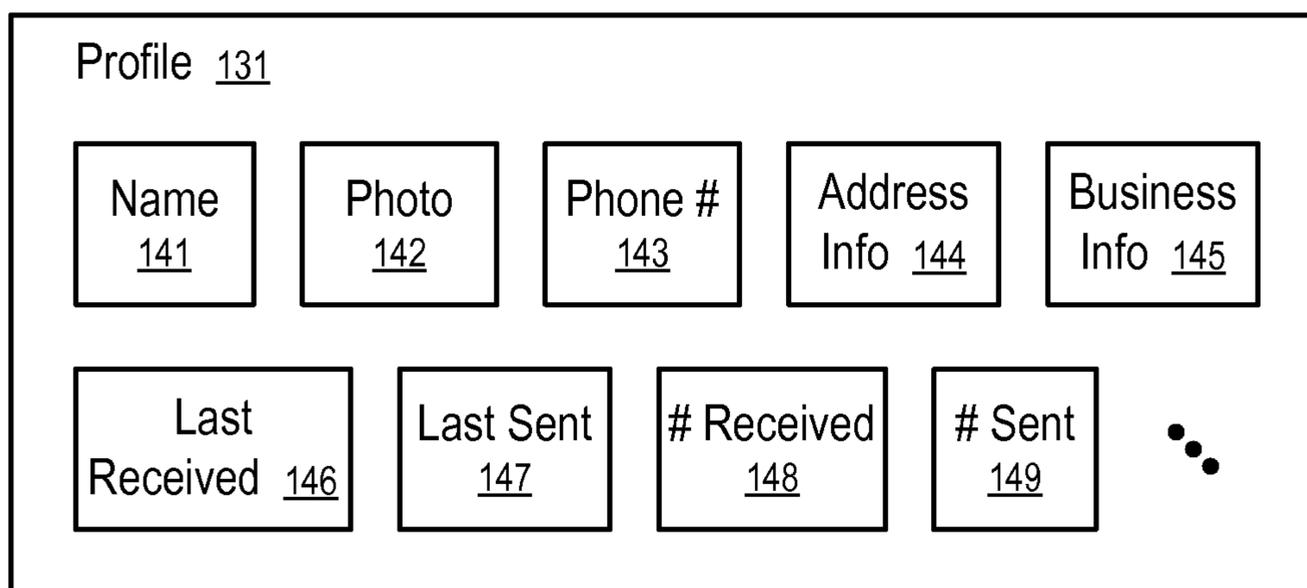 Profile 131
Name
141
Photo
142
Phone #
143
Address
Info 144
Business
Info 145
Last
Received 146
Last Sent
147
# Received
148
# Sent
149